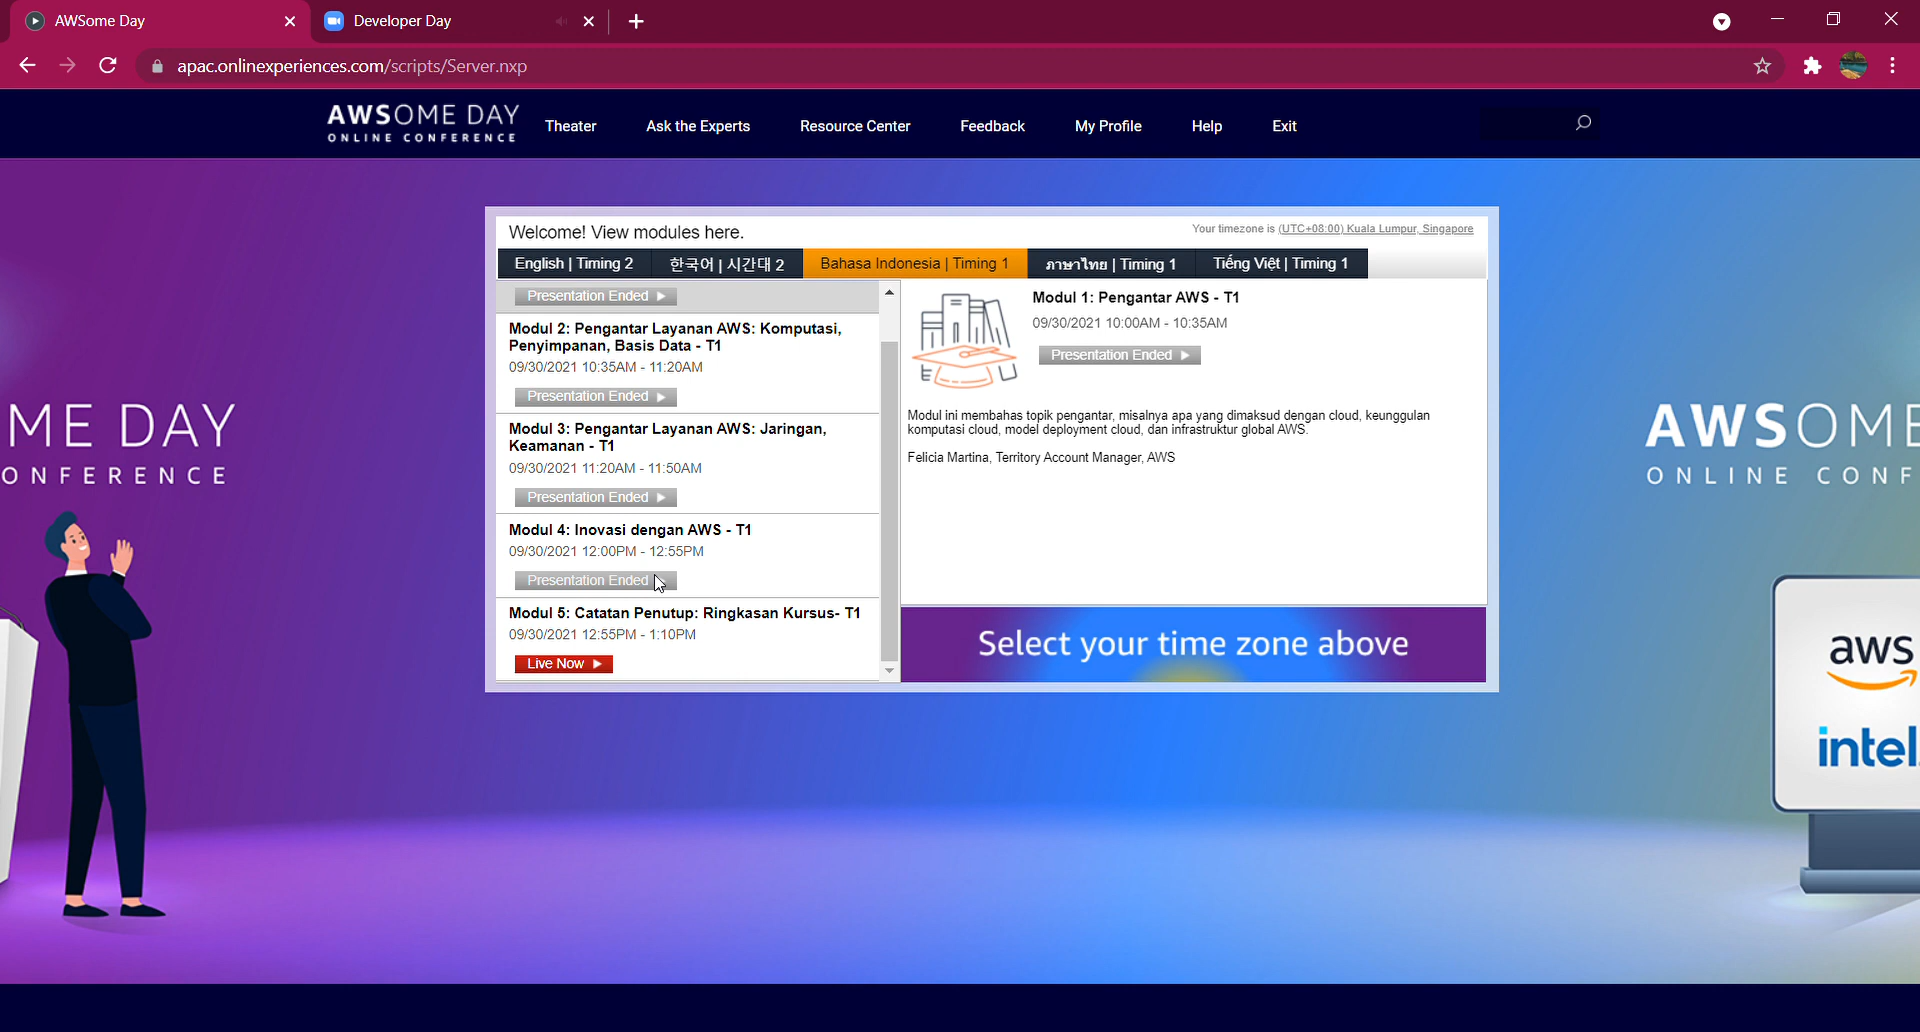 AWSome Day
Developer Day
apac.onlinexperiences.com/scripts/Server.nxp
AWSOME DAY
ONLINE CONFERENCE
Theater
Ask the Experts
Resource Center
Feedback
My Profile
Help
Exit
Welcome! View modules here.
Your timezone is (UTC+08:00) Kuala Lumpur, Singapore
English | Timing 2
한국어 | 시간대 2
Bahasa Indonesia | Timing 1
ภาษาไทย | Timing 1
Tiếng Việt | Timing 1
Presentation Ended
Modul 2: Pengantar Layanan AWS: Komputasi,
Penyimpanan, Basis Data - T1
09/30/2021 10:35AM - 11:20AM
Presentation Ended
Modul 3: Pengantar Layanan AWS: Jaringan,
Keamanan - T1
09/30/2021 11:20AM - 11:50AM
Presentation Ended
Modul 4: Inovasi dengan AWS - T1
09/30/2021 12:00PM - 12:55PM
Presentation Ended
Modul 5: Catatan Penutup: Ringkasan Kursus- T1
09/30/2021 12:55PM - 1:10PM
Live Now
Modul 1: Pengantar AWS - T1
09/30/2021 10:00AM - 10:35AM
Presentation Ended
Modul ini membahas topik pengantar, misalnya apa yang dimaksud dengan cloud, keunggulan
komputasi cloud, model deployment cloud, dan infrastruktur global AWS.
Felicia Martina, Territory Account Manager, AWS
Select your time zone above
ME DAY
ONFERENCE
AWSOME
ONLINE CONF
aws
intel.